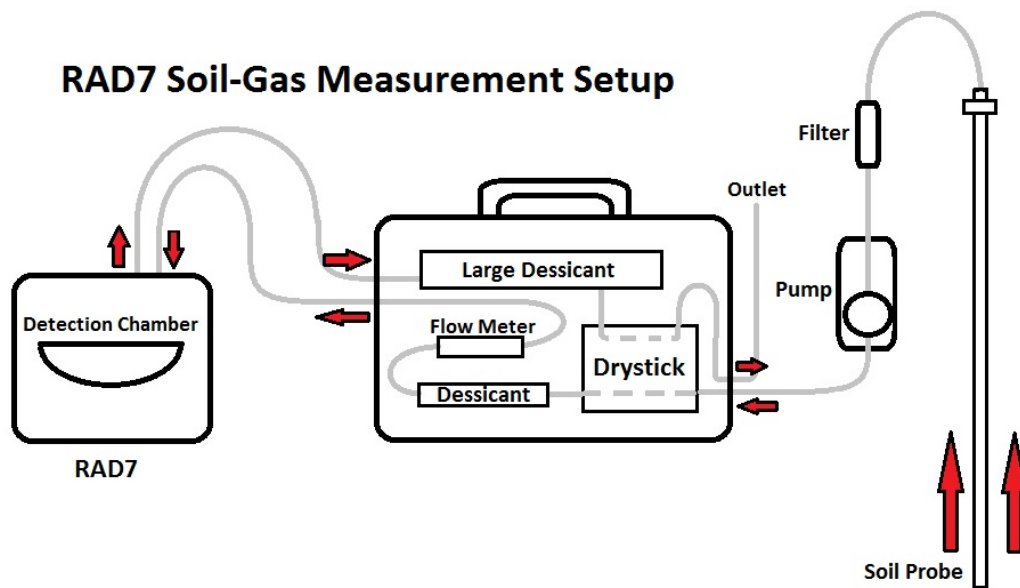 RAD7 Soil-Gas Measurement Setup
Filter
Outlet
Large Dessicant
Pump
Detection Chamber
Flow Meter
Drystick
Dessicant
RAD7
Soil Probe